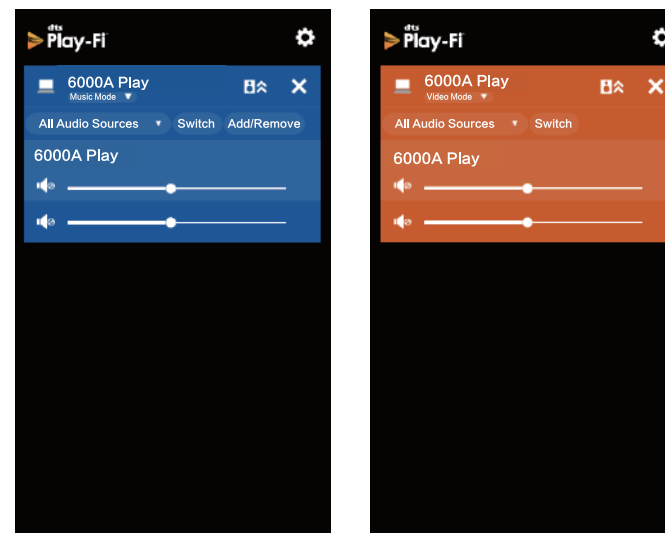 dts
Play-Fi
6000A Play
Music Mode
All Audio Sources Switch Add/Remove
6000A Play
dts
Play-Fi
6000A Play
Video Mode
All Audio Sources Switch
6000A Play